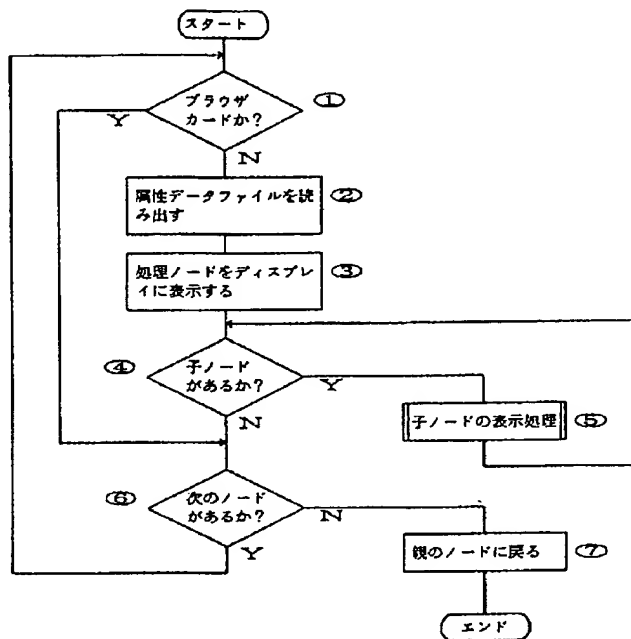 スタート
ブラウザ
カードか？
①
Y
N
属性データファイルを読
み出す
②
処理ノードをディスプレ
イに表示する
③
④
子ノード
があるか？
Y
N
子ノードの表示処理
⑤
⑥
次のノード
があるか？
N
Y
親のノードに戻る
⑦
エンド